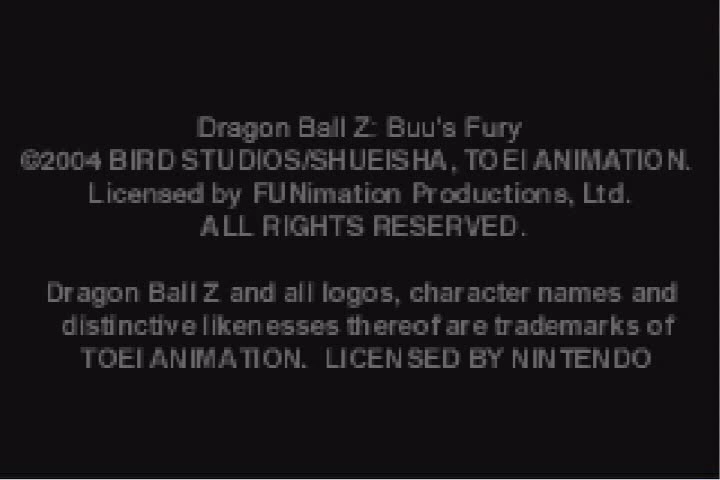 Dragon Ball Z: Buu's Fury
©2004 BIRD STUDIOS/SHUEISHA, TOEI ANIMATION.
Licensed by FUNimation Productions, Ltd.
ALL RIGHTS RESERVED.
Dragon Ball Z and all logos, character names and
distinctive likenesses thereof are trademarks of
TOEI ANIMATION. LICENSED BY NINTENDO